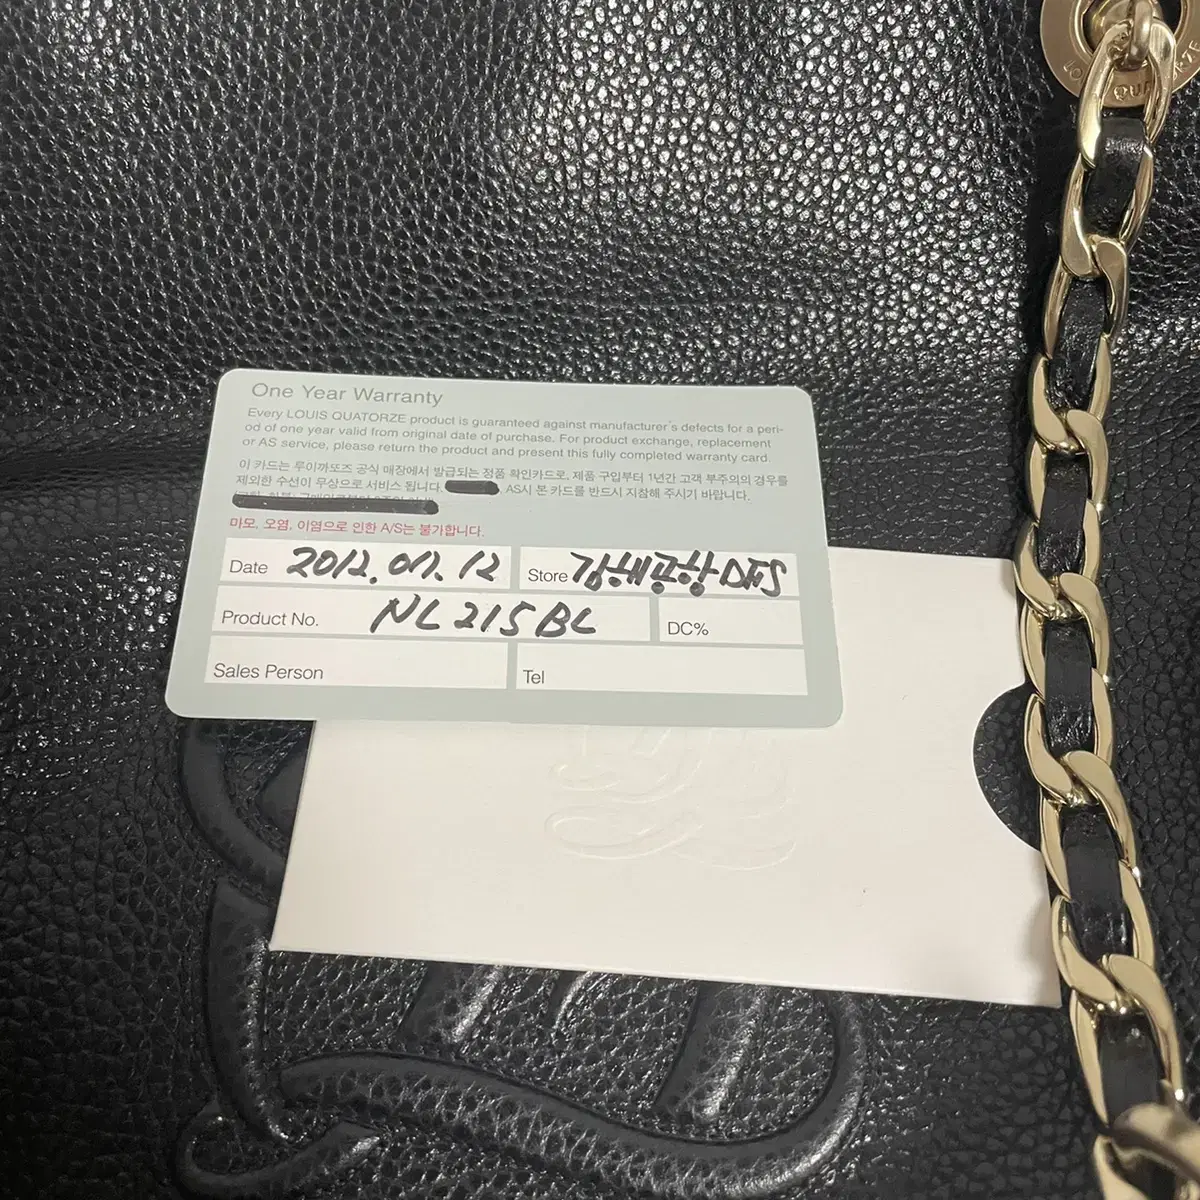 One Year Warranty
Every LOUIS QUATORZE product is guaranteed against manufacturer's defects for a peri-
od of one year valid from original date of purchase. For product exchange, replacement
or AS service, please return the product and present this fully completed warranty card.
이 카드는 루이까또즈 공식 매장에서 발급되는 정품 확인카드로, 제품 구입부터 1년간 고객 부주의의 경우를
제외한 수선이 무상으로 서비스 됩니다. AS시 본 카드를 반드시 지참해 주시기 바랍니다.
마모, 오염, 이염으로 인한 A/S는 불가합니다.
Date 2012.07.12 Store 김해공항 DFS
Product No. NL215BL DC%
Sales Person Tel